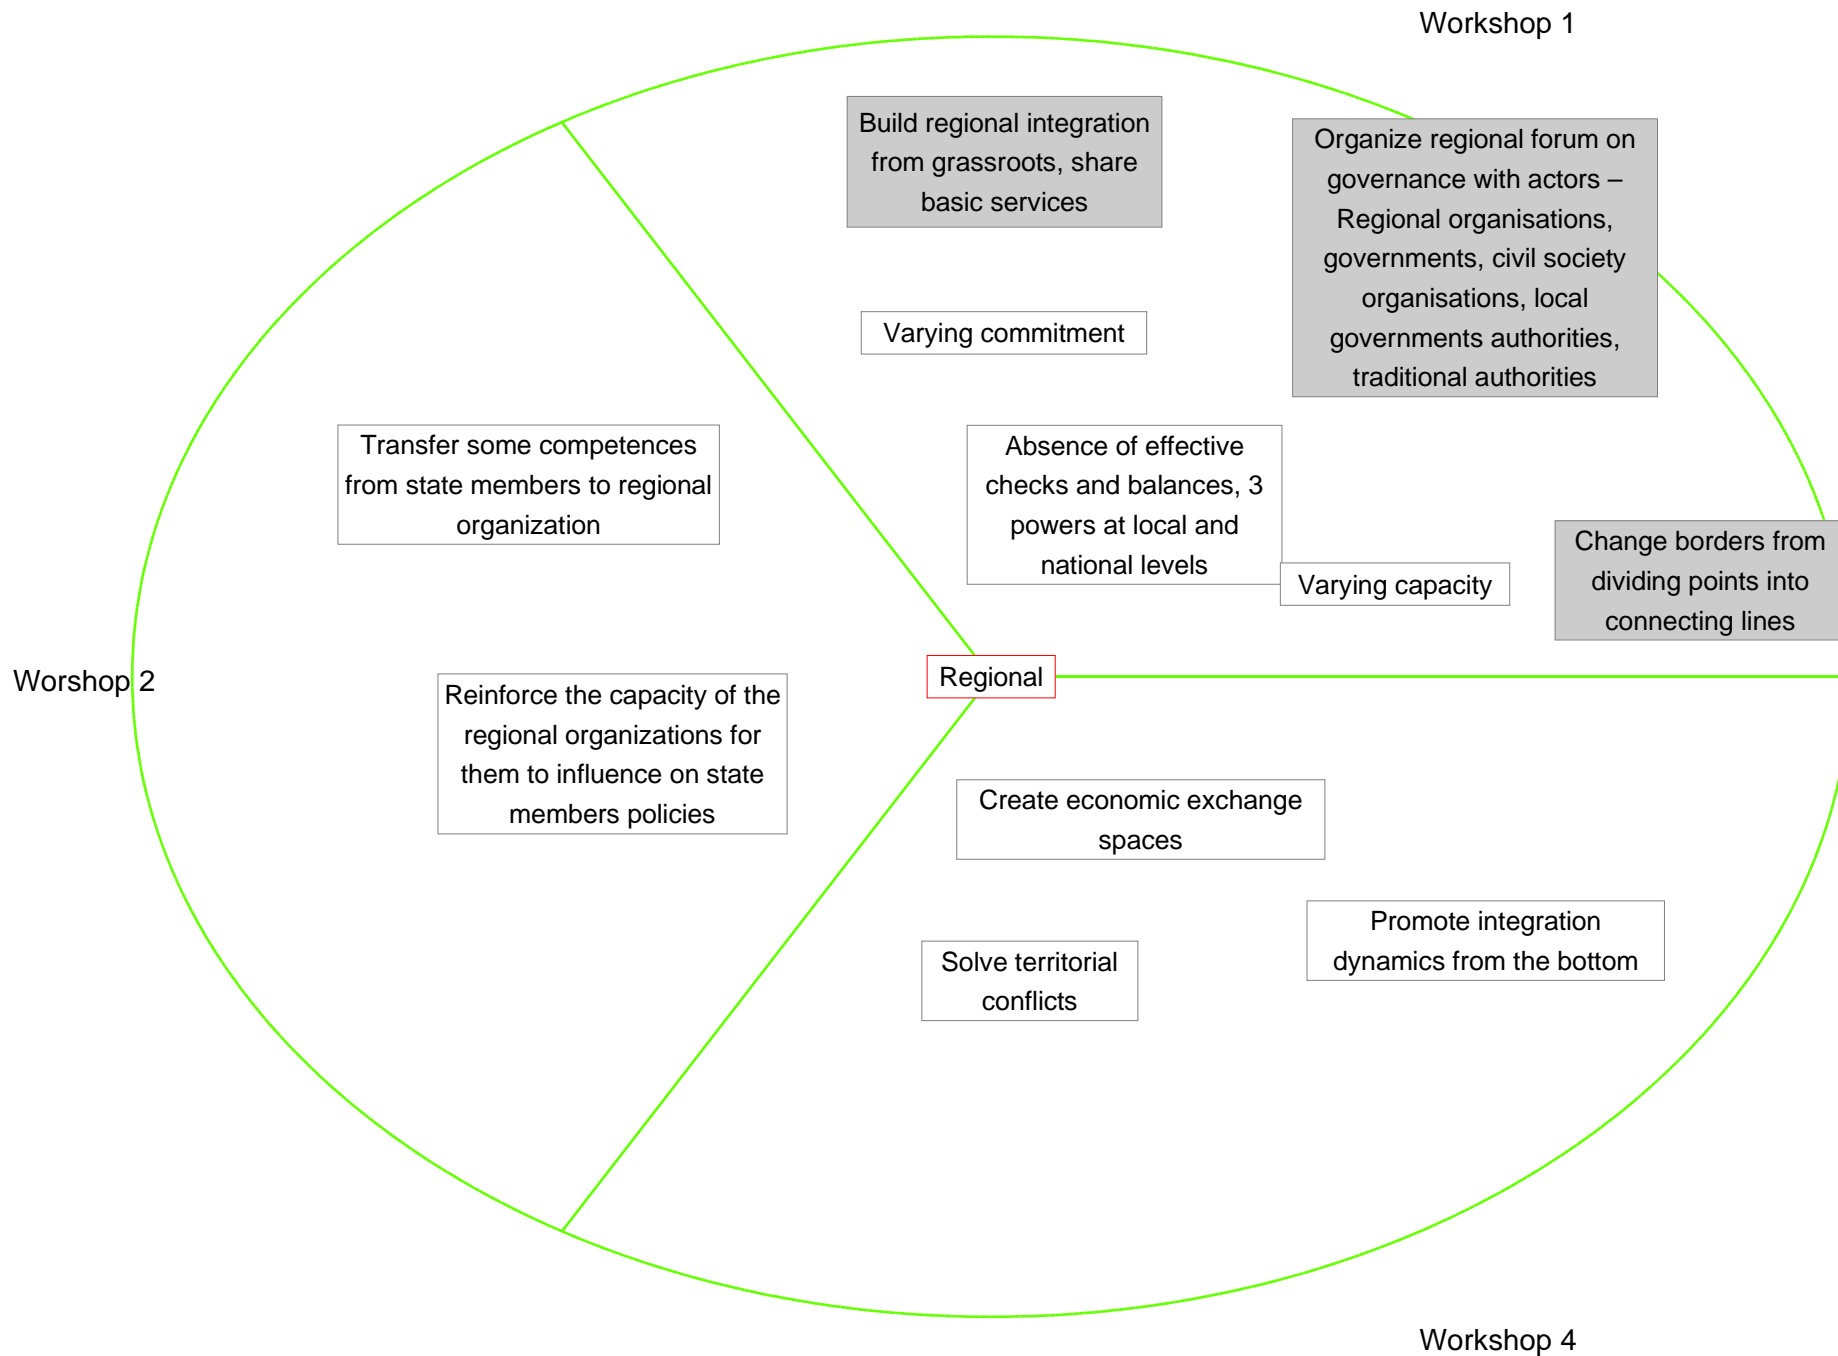 Workshop 1
Build regional integration
from grassroots, share
basic services
Organize regional forum on
governance with actors –
Regional organisations,
governments, civil society
organisations, local
governments authorities,
traditional authorities
Varying commitment
Transfer some competences
from state members to regional
organization
Absence of effective
checks and balances, 3
powers at local and
national levels
Varying capacity
Change borders from
dividing points into
connecting lines
Worshop 2
Regional
Reinforce the capacity of the
regional organizations for
them to influence on state
members policies
Create economic exchange
spaces
Promote integration
dynamics from the bottom
Solve territorial
conflicts
Workshop 4